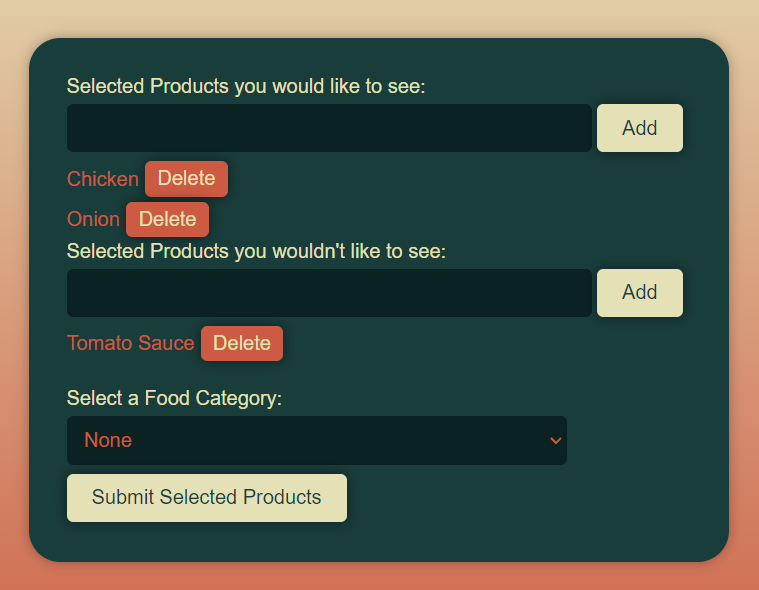 Selected Products you would like to see:
Add
Chicken Delete
Onion Delete
Selected Products you wouldn't like to see:
Add
Tomato Sauce Delete
Select a Food Category:
None
Submit Selected Products